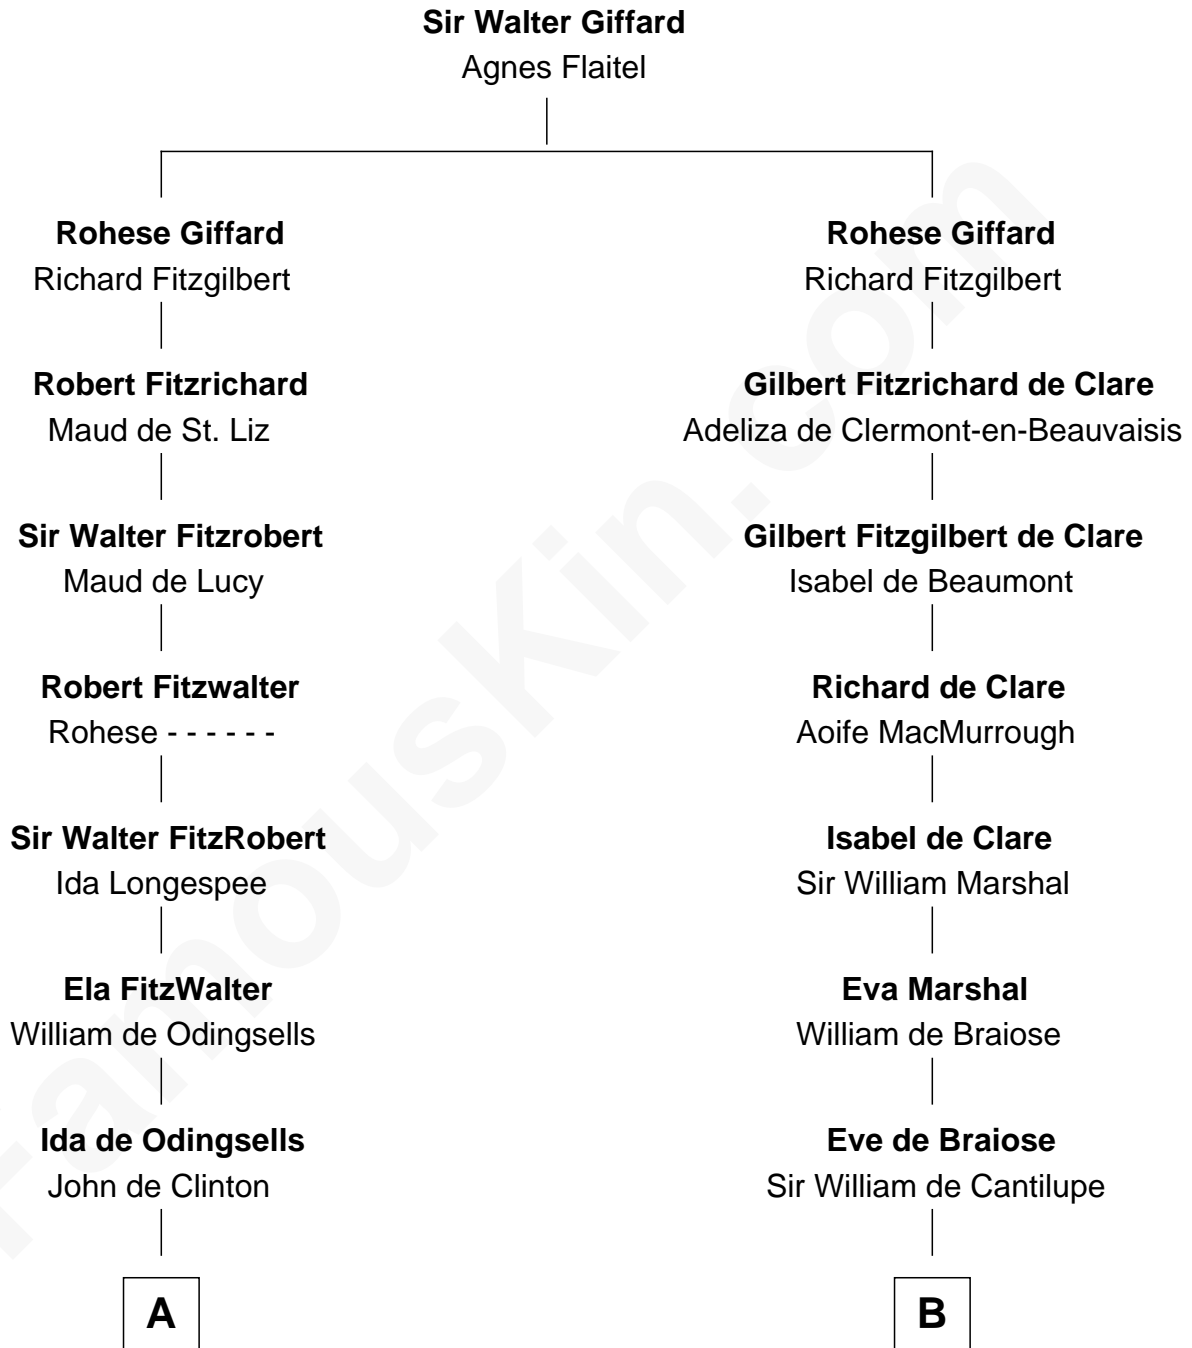 Sir Walter Giffard
Agnes Flaitel
Rohese Giffard
Richard Fitzgilbert
Robert Fitzrichard
Maud de St. Liz
Sir Walter Fitzrobert
Maud de Lucy
Robert Fitzwalter
Rohese - - - - - -
Sir Walter FitzRobert
Ida Longespee
Ela FitzWalter
William de Odingsells
Ida de Odingsells
John de Clinton
A
Rohese Giffard
Richard Fitzgilbert
Gilbert Fitzrichard de Clare
Adeliza de Clermont-en-Beauvaisis
Gilbert Fitzgilbert de Clare
Isabel de Beaumont
Richard de Clare
Aoife MacMurrough
Isabel de Clare
Sir William Marshal
Eva Marshal
William de Braiose
Eve de Braiose
Sir William de Cantilupe
B
FamousKin.com